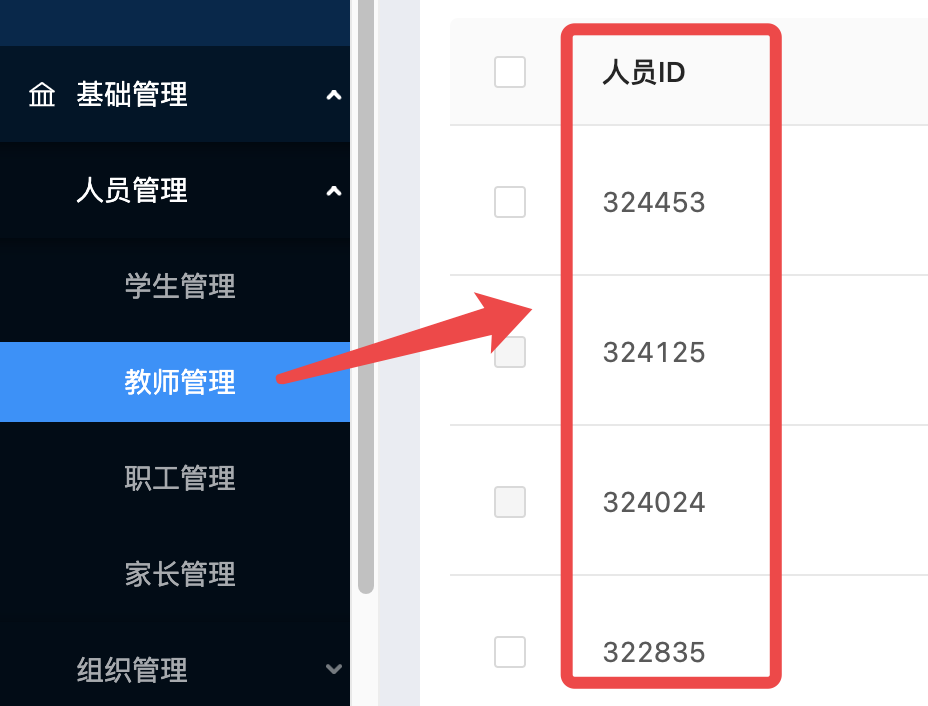 基础管理
人员管理
学生管理
教师管理
职工管理
家长管理
组织管理
人员ID
324453
324125
324024
322835